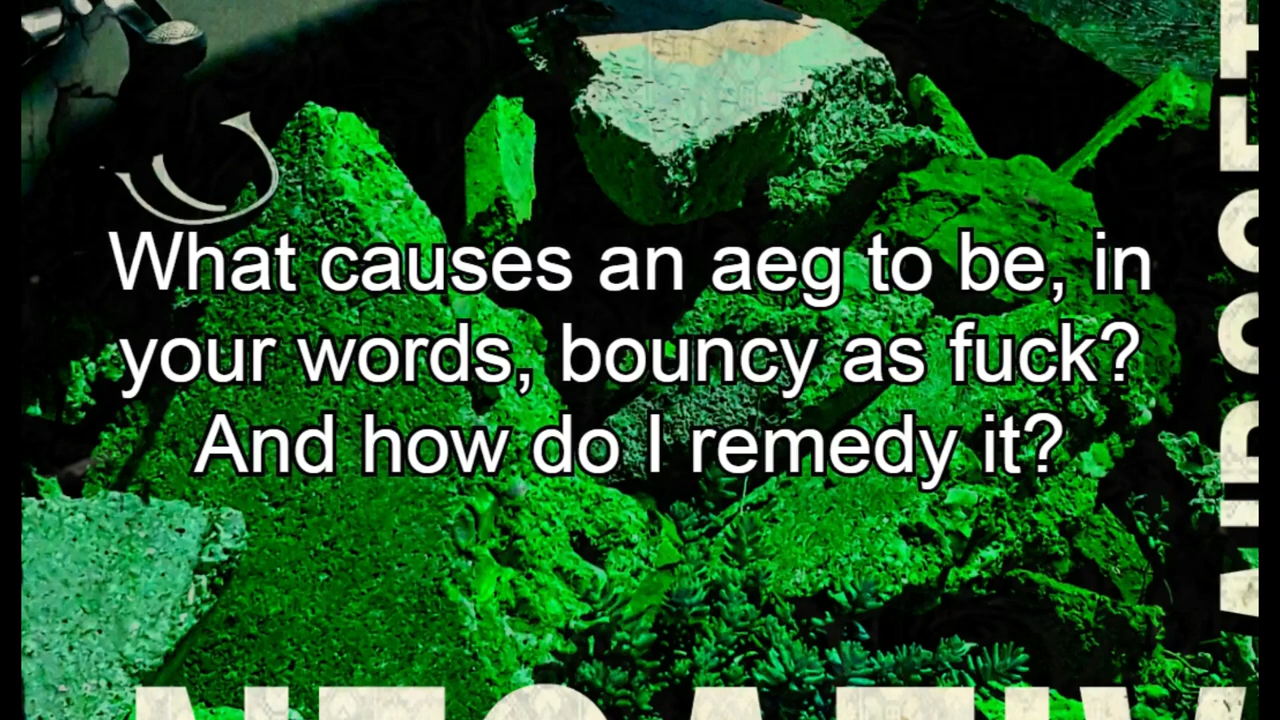 What causes an aeg to be, in
your words, bouncy as fuck?
And how do I remedy it?